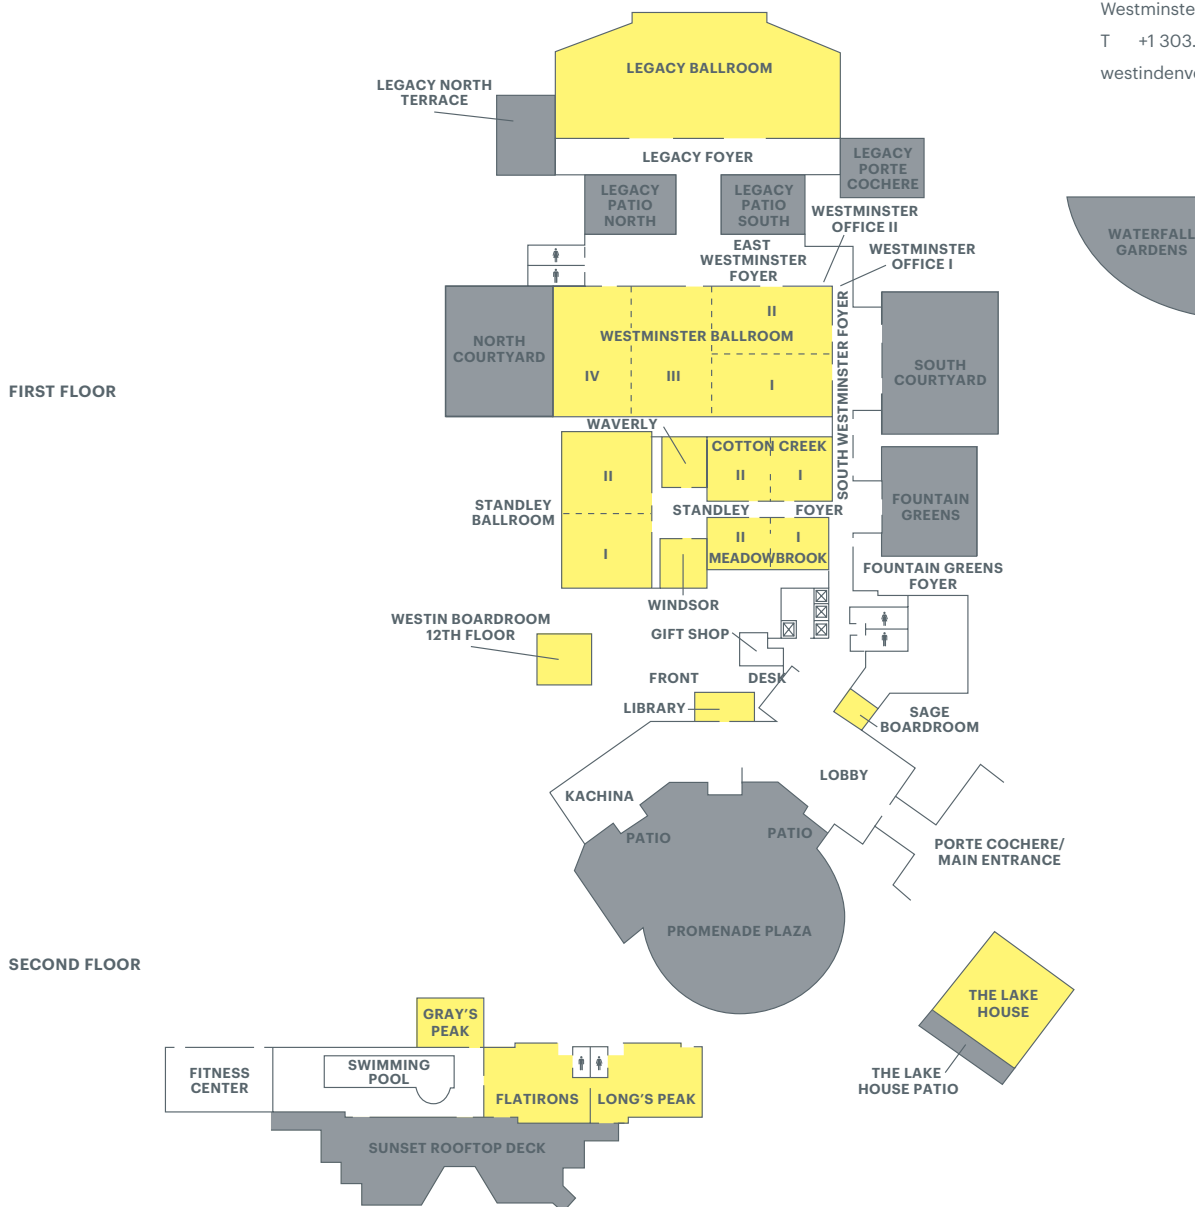 Westminste
T +1 303.
westindenve
LEGACY BALLROOM
LEGACY NORTH
TERRACE
LEGACY FOYER
LEGACY
PORTE
COCHERE
LEGACY
PATIO
NORTH
LEGACY
PATIO
SOUTH
WESTMINSTER
OFFICE II
WATERFALL
GARDENS
EAST
WESTMINSTER
FOYER
WESTMINSTER
OFFICE I
II
WESTMINSTER BALLROOM
NORTH
COURTYARD
SOUTH WESTMINSTER FOYER
SOUTH
COURTYARD
IV
III
I
FIRST FLOOR
WAVERLY
COTTON CREEK
II
II
I
STANDLEY
BALLROOM
STANDLEY
FOYER
FOUNTAIN
GREENS
II
I
I
MEADOWBROOK
FOUNTAIN GREENS
FOYER
WINDSOR
WESTIN BOARDROOM
12TH FLOOR
GIFT SHOP
FRONT
DESK
LIBRARY
SAGE
BOARDROOM
LOBBY
KACHINA
PATIO
PATIO
PORTE COCHERE/
MAIN ENTRANCE
PROMENADE PLAZA
SECOND FLOOR
THE LAKE
HOUSE
GRAY'S
PEAK
FITNESS
CENTER
SWIMMING
POOL
THE LAKE
HOUSE PATIO
FLATIRONS
LONG'S PEAK
SUNSET ROOFTOP DECK